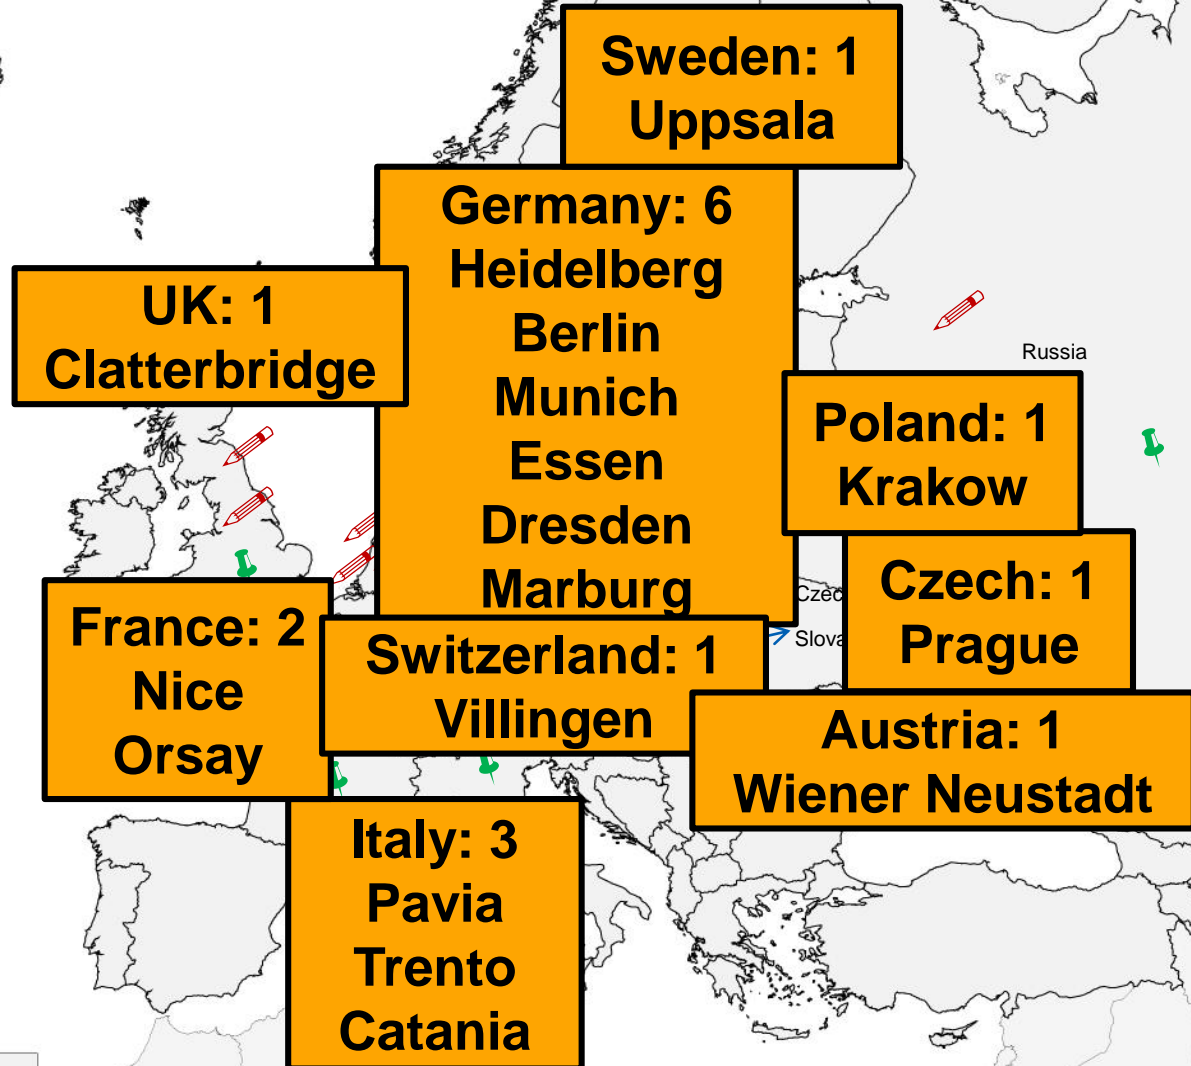 Sweden: 1
Uppsala
Germany: 6
Heidelberg
Berlin
Munich
Essen
Dresden
Marburg
UK: 1
Clatterbridge
Russia
Poland: 1
Krakow
Czech: 1
Prague
France: 2
Nice
Orsay
Switzerland: 1
Villingen
Austria: 1
Wiener Neustadt
Italy: 3
Pavia
Trento
Catania